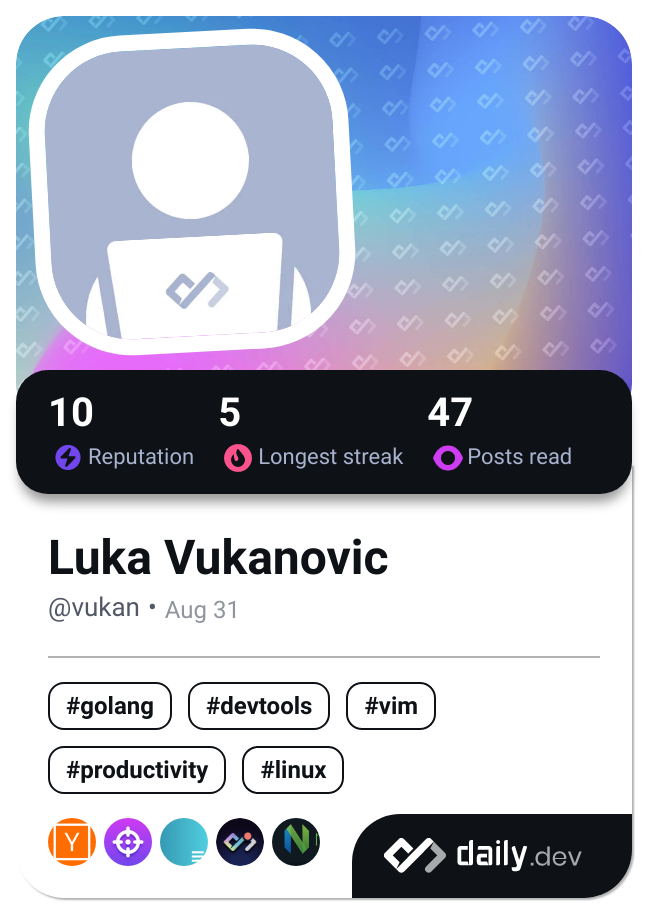 10 5 47
Reputation Longest streak Posts read
Luka Vukanovic
@vukan • Aug 31
#golang #devtools #vim
#productivity #linux
Y N
daily.dev